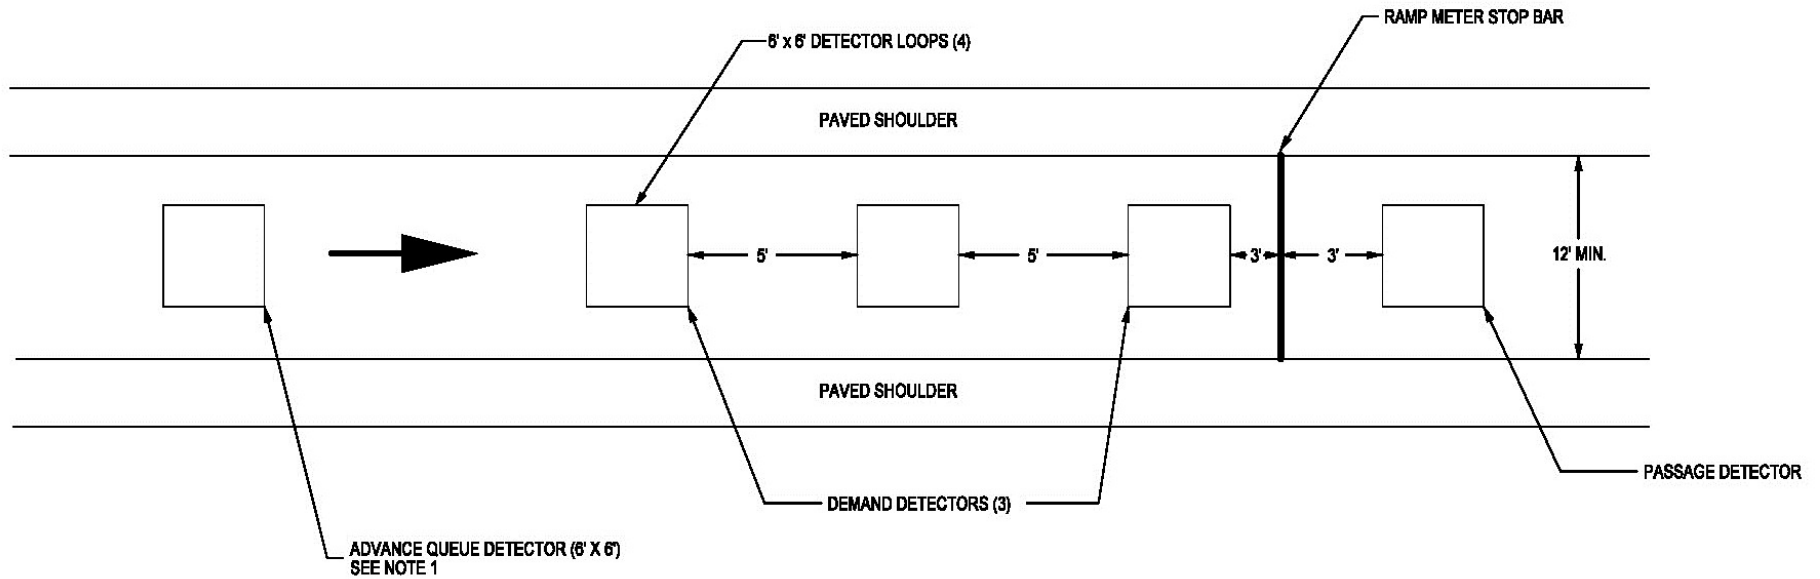 RAMP METER STOP BAR
6' x 6' DETECTOR LOOPS (4)
PAVED SHOULDER
5'
5'
3'
3'
12' MIN.
PAVED SHOULDER
PASSAGE DETECTOR
DEMAND DETECTORS (3)
ADVANCE QUEUE DETECTOR (6' X 6')
SEE NOTE 1